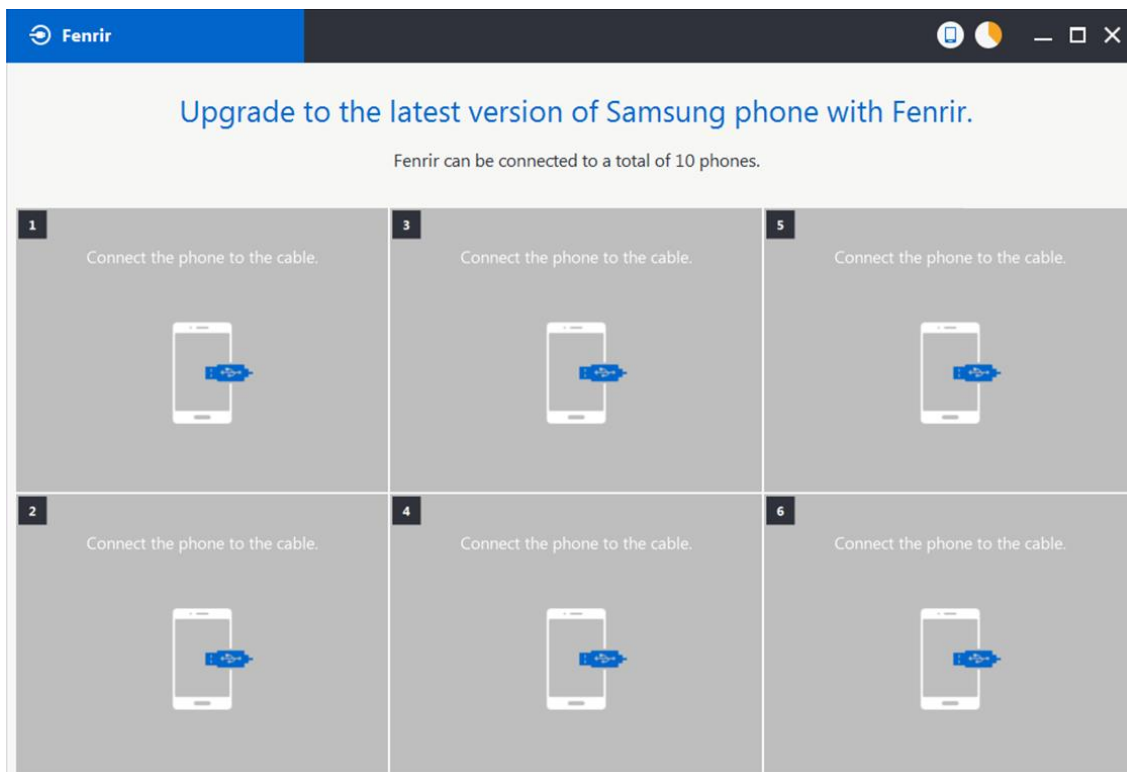 Fenrir
Upgrade to the latest version of Samsung phone with Fenrir.
Fenrir can be connected to a total of 10 phones.
1
Connect the phone to the cable.
3
Connect the phone to the cable.
5
Connect the phone to the cable.
2
Connect the phone to the cable.
4
Connect the phone to the cable.
6
Connect the phone to the cable.